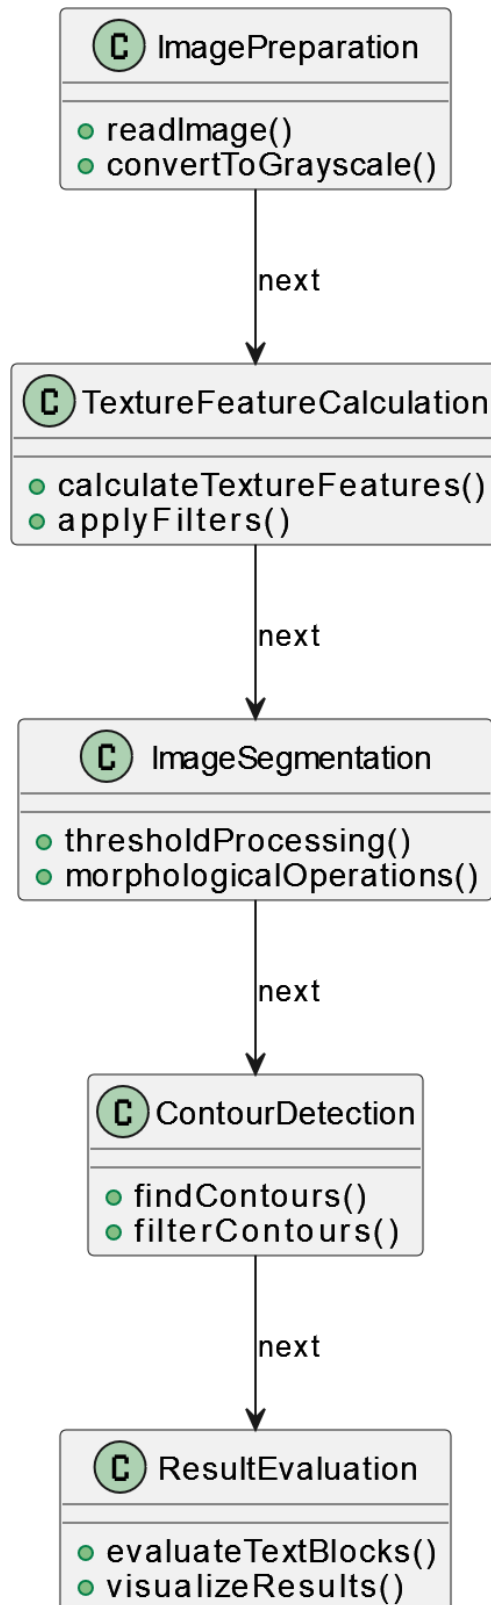 C ImagePreparation
readImage()
convertToGrayscale()
next
C TextureFeatureCalculation
calculateTextureFeatures()
applyFilters()
next
C ImageSegmentation
thresholdProcessing()
morphologicalOperations()
next
C ContourDetection
findContours()
filterContours()
next
C ResultEvaluation
evaluateTextBlocks()
visualizeResults()